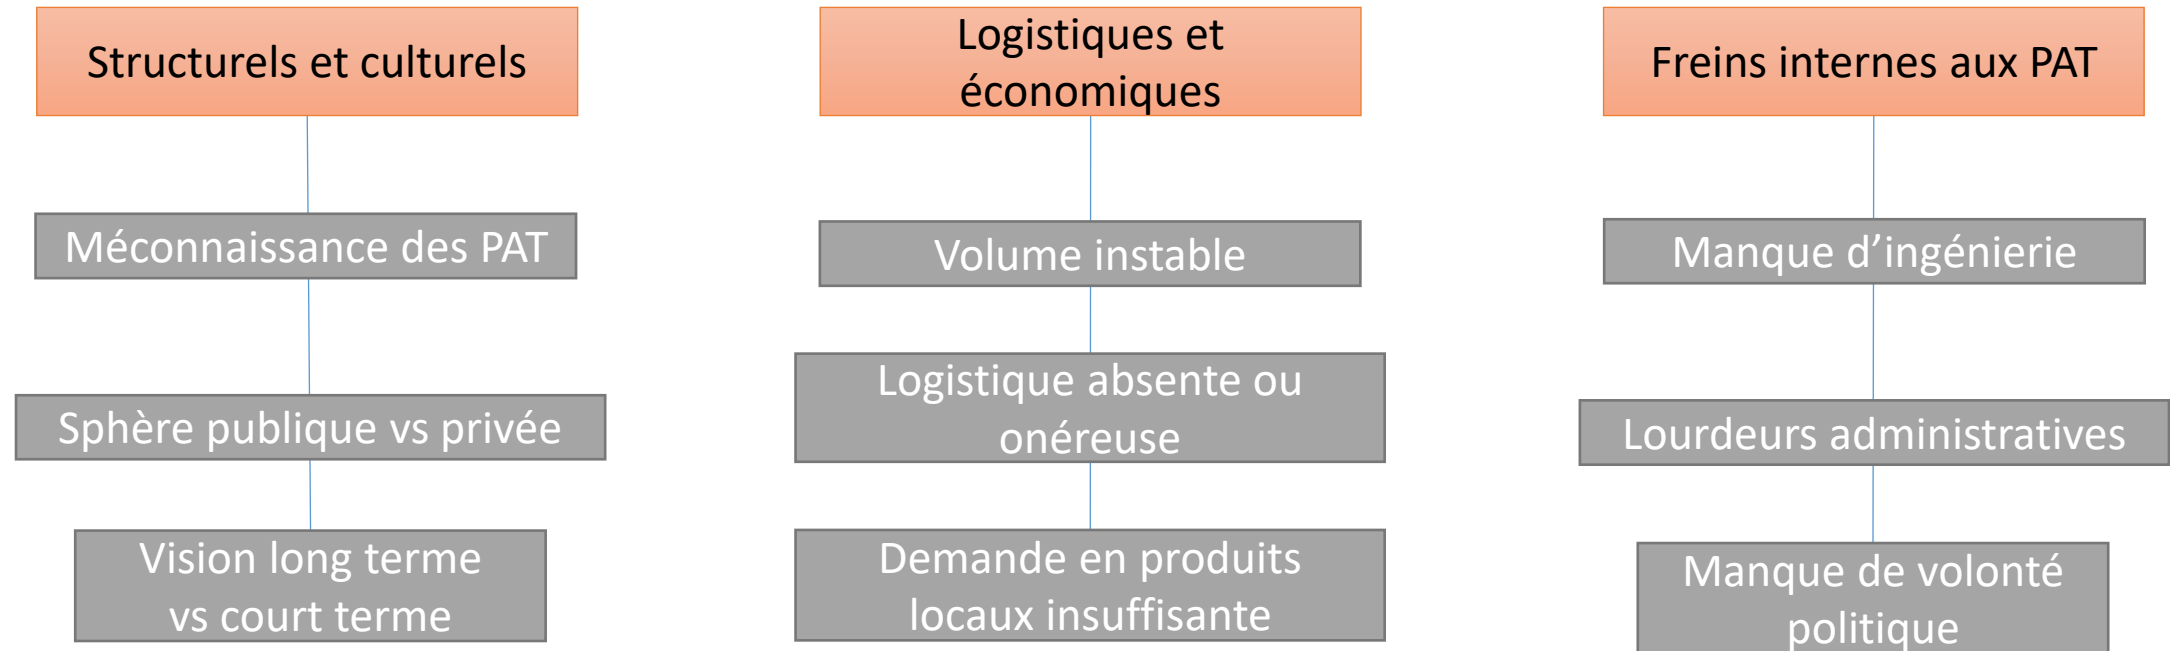 Structurels et culturels
Méconnaissance des PAT
Sphère publique vs privée
Vision long terme
vs court terme
Logistiques et
économiques
Volume instable
Logistique absente ou
onéreuse
Demande en produits
locaux insuffisante
Freins internes aux PAT
Manque d’ingénierie
Lourdeurs administratives
Manque de volonté
politique